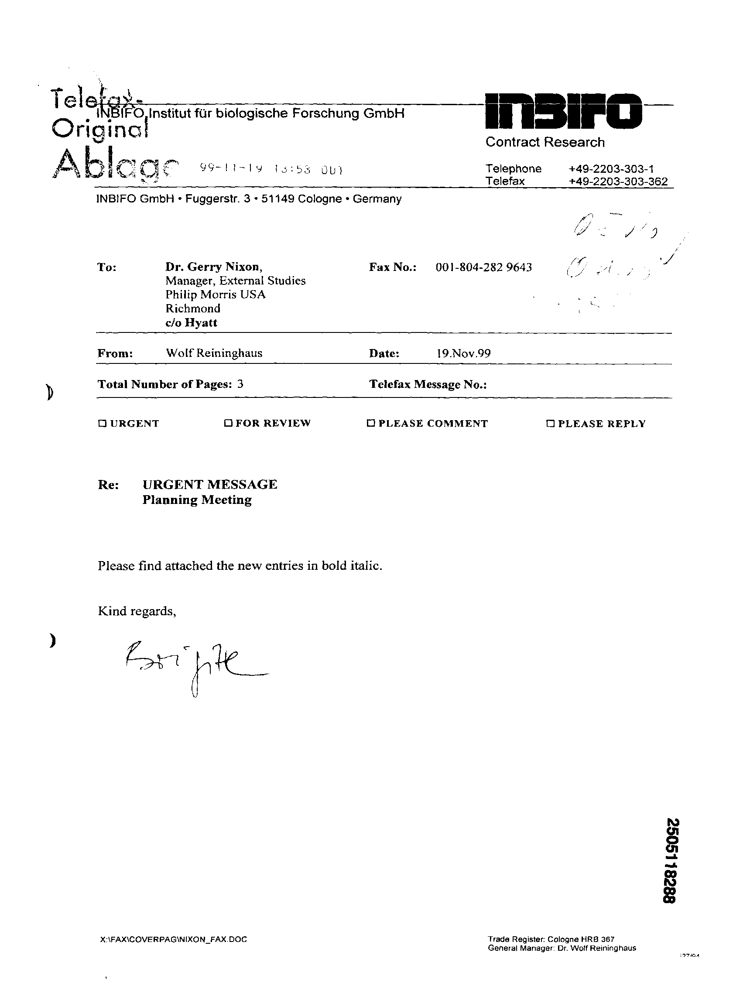 Telefax-
INBIFO Institut für biologische Forschung GmbH
Original
Ablage
99-11-19 13:53
INBIFO
Contract Research
Telephone +49-2203-303-1
Telefax +49-2203-303-362
INBIFO GmbH • Fuggerstr. 3 • 51149 Cologne • Germany
To: Dr. Gerry Nixon, Fax No.: 001-804-282 9643
Manager, External Studies
Philip Morris USA
Richmond
c/o Hyatt
From: Wolf Reininghaus Date: 19.Nov.99
Total Number of Pages: 3 Telefax Message No.:
☐ URGENT ☐ FOR REVIEW ☐ PLEASE COMMENT ☐ PLEASE REPLY
Re: URGENT MESSAGE
Planning Meeting
Please find attached the new entries in bold italic.
Kind regards,
Brigitte
2505118288
X:\FAX\COVERPAG\NIXON_FAX.DOC
Trade Register: Cologne HRB 367
General Manager: Dr. Wolf Reininghaus